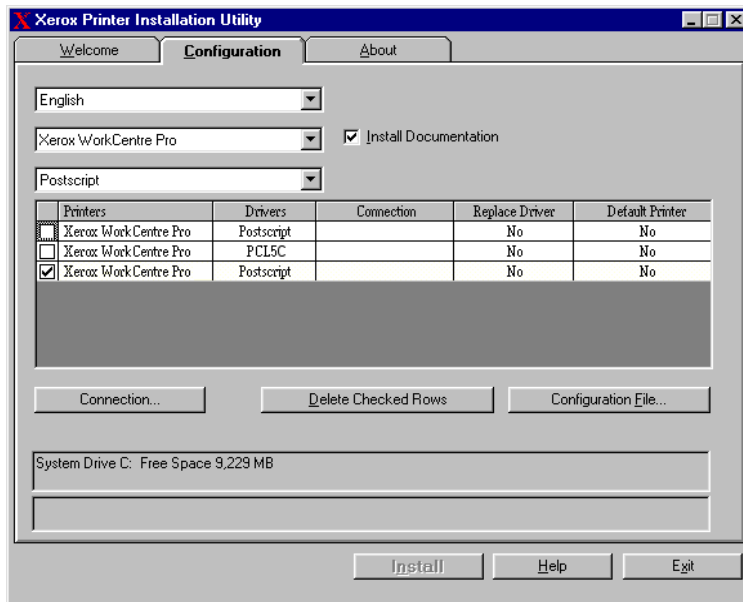 Xerox Printer Installation Utility
Welcome Configuration About
English
Xerox WorkCentre Pro Install Documentation
Postscript
Printers Drivers Connection Replace Driver Default Printer
Xerox WorkCentre Pro Postscript No No
Xerox WorkCentre Pro PCL5C No No
Xerox WorkCentre Pro Postscript No No
Connection... Delete Checked Rows Configuration File...
System Drive C: Free Space 9,229 MB
Install Help Exit